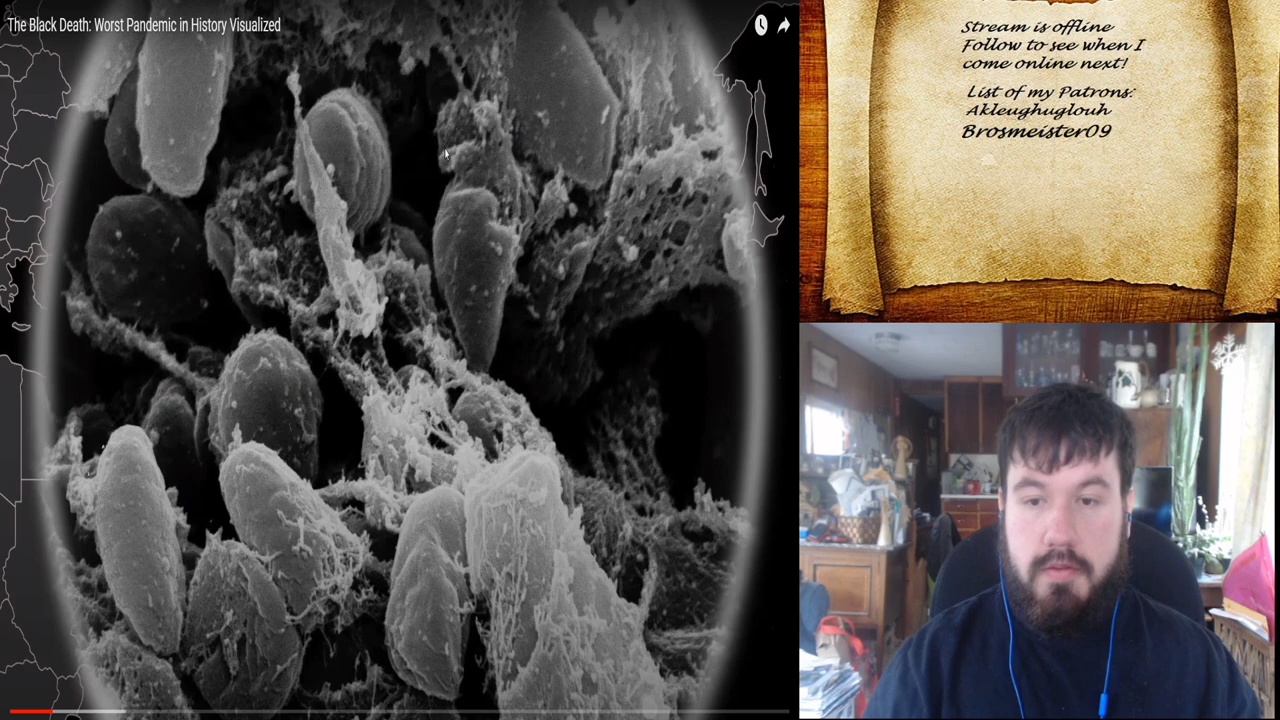 The Black Death: Worst Pandemic in History Visualized
Stream is offline
Follow to see when I
come online next!
List of my Patrons:
Akleughuglouh
Brosmeister09